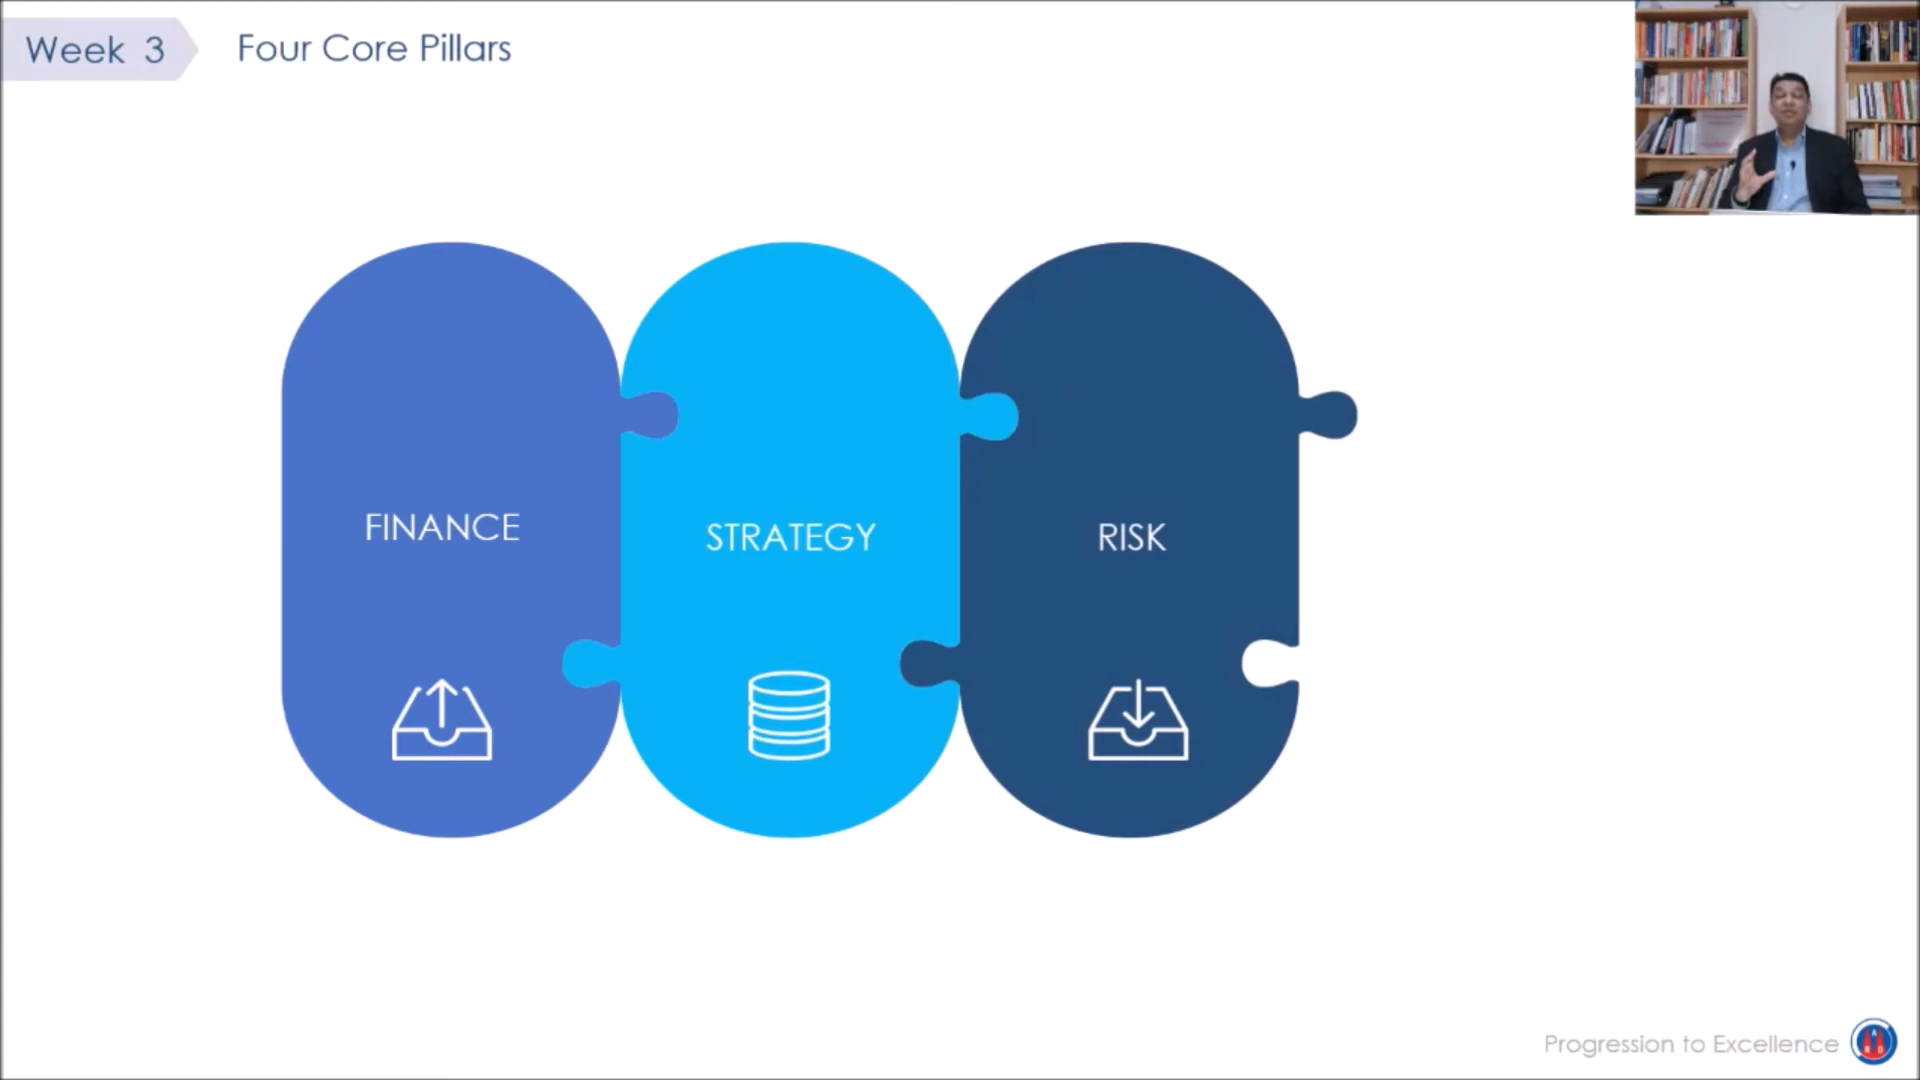 Week 3
Four Core Pillars
FINANCE
STRATEGY
RISK
Progression to Excellence
A
R D